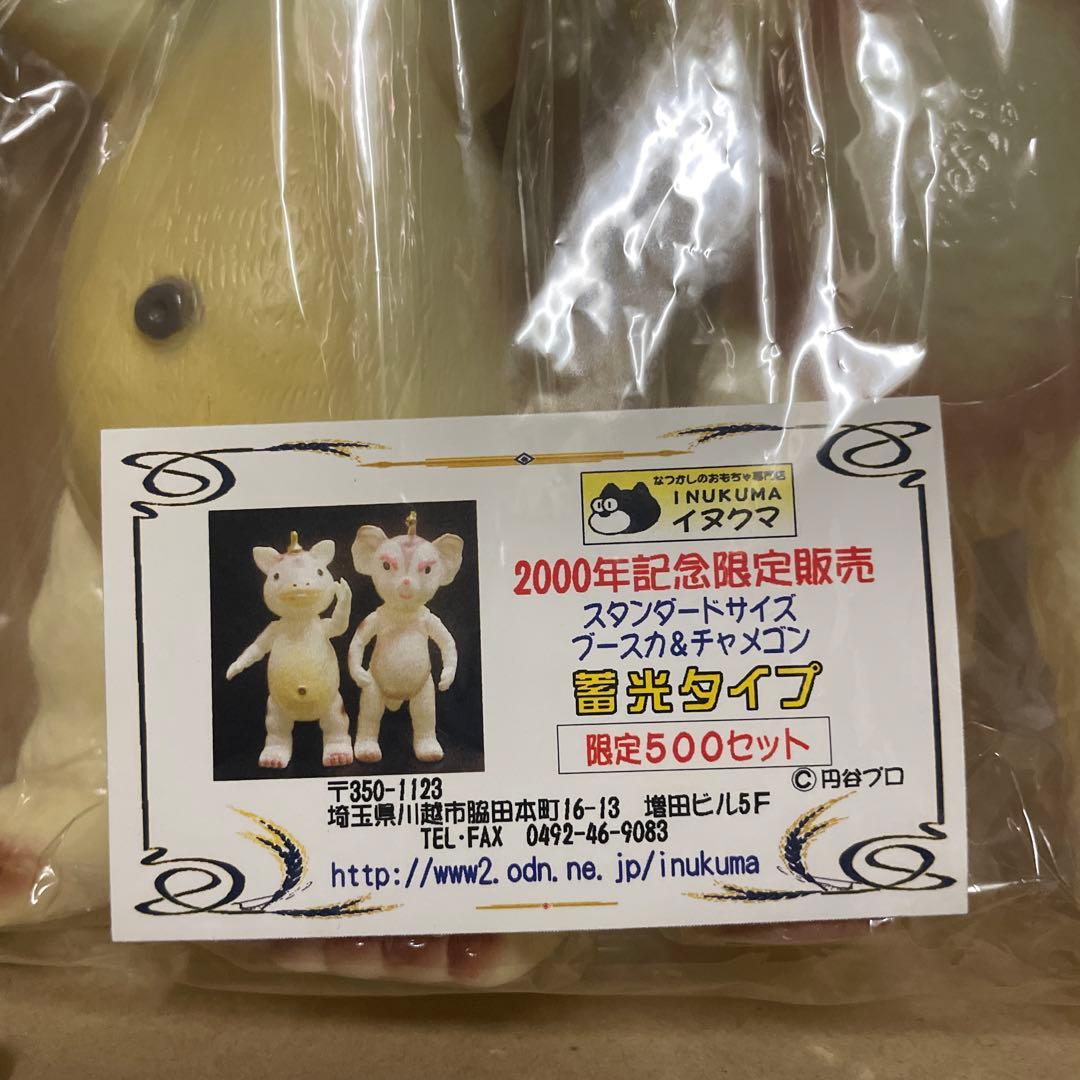 なつかしのおもちゃ専門店
INUKUMA
イヌクマ
2000年記念限定販売
スタンダードサイズ
ブースカ&チャメゴン
蓄光タイプ
限定500セット
©円谷プロ
〒350-1123
埼玉県川越市脇田本町16-13 増田ビル5F
TEL・FAX 0492-46-9083
http://www2.odn.ne.jp/inukuma